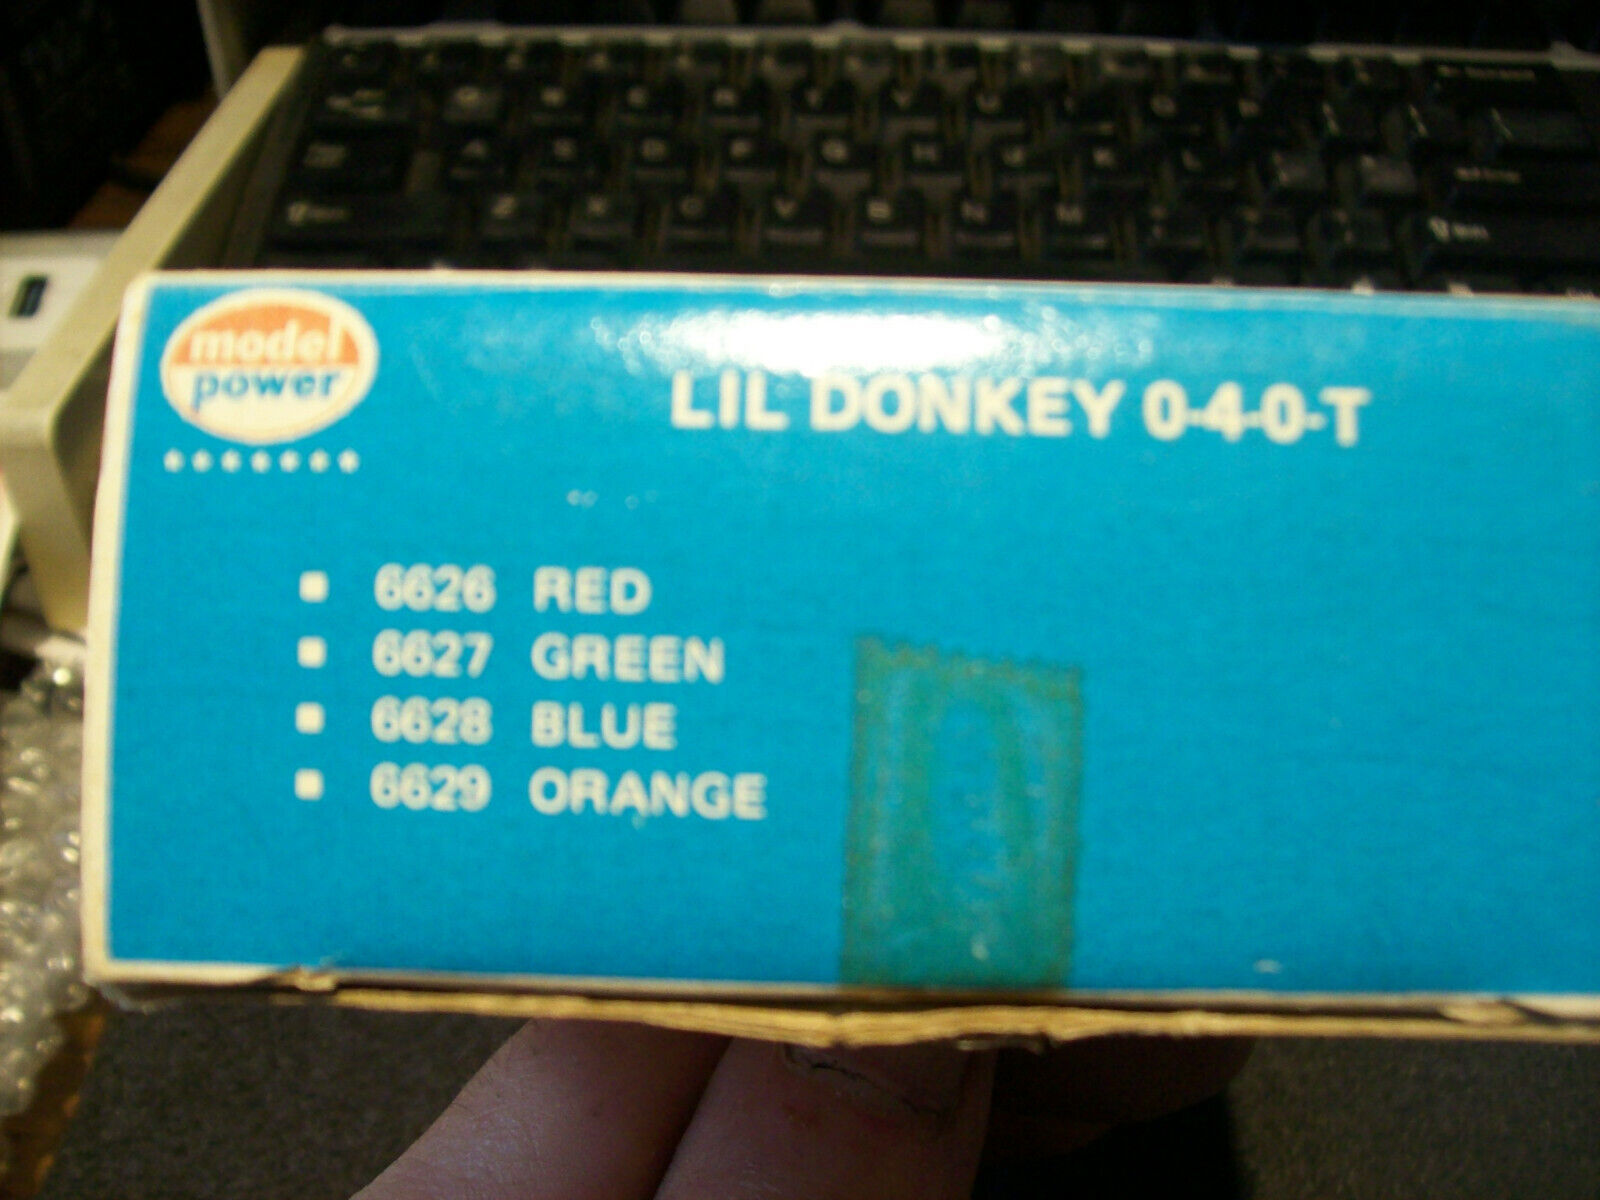 A S D F G H J K L
Z X C V B N M
model
power
LIL DONKEY 0-4-0-T
6626 RED
6627 GREEN
6628 BLUE
6629 ORANGE